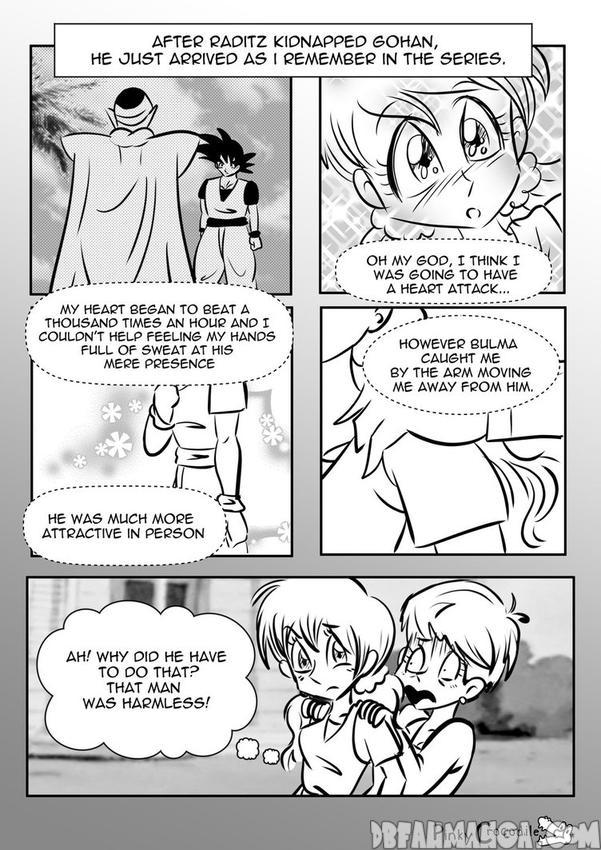 AFTER RADITZ KIDNAPPED GOHAN,
HE JUST ARRIVED AS I REMEMBER IN THE SERIES.
OH MY GOD, I THINK I
WAS GOING TO HAVE
A HEART ATTACK...
MY HEART BEGAN TO BEAT A
THOUSAND TIMES AN HOUR AND I
COULDN'T HELP FEELING MY HANDS
FULL OF SWEAT AT HIS
MERE PRESENCE
HE WAS MUCH MORE
ATTRACTIVE IN PERSON
HOWEVER BULMA
CAUGHT ME
BY THE ARM MOVING
ME AWAY FROM HIM.
AH! WHY DID HE HAVE
TO DO THAT?
THAT MAN
WAS HARMLESS!
Pinky Crocodile